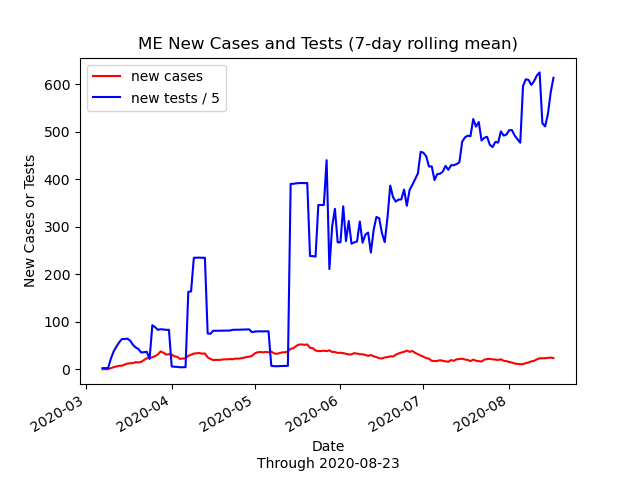 ME New Cases and Tests (7-day rolling mean)
new cases
new tests / 5
New Cases or Tests
600
500
400
300
200
100
0
2020-03
2020-04
2020-05
2020-06
2020-07
2020-08
Date
Through 2020-08-23